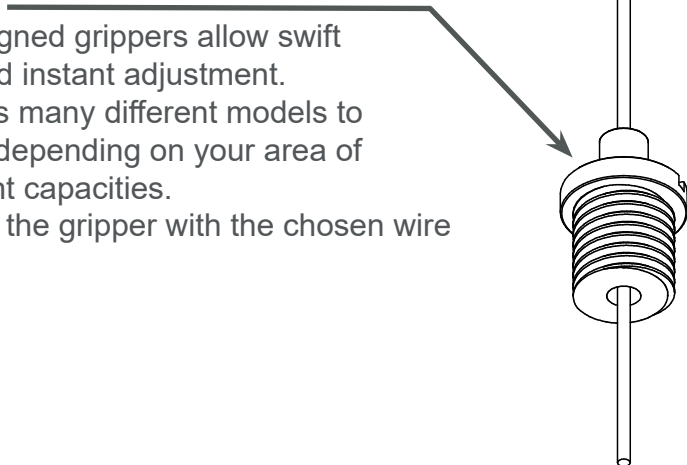 gned grippers allow swift
d instant adjustment.
s many different models to
depending on your area of
nt capacities.
the gripper with the chosen wire